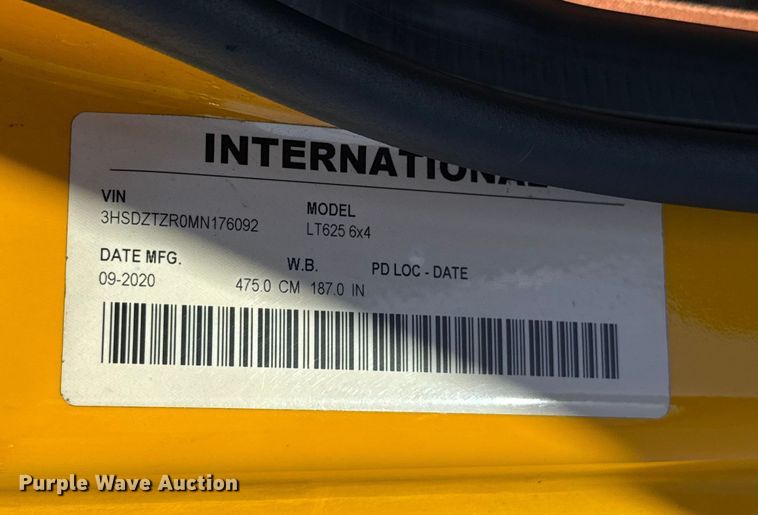 INTERNATIONAL
VIN
3HSDZTZR0MN176092
MODEL
LT625 6x4
DATE MFG.
09-2020
W.B.
475.0 CM 187.0 IN
PD LOC - DATE
Purple Wave Auction